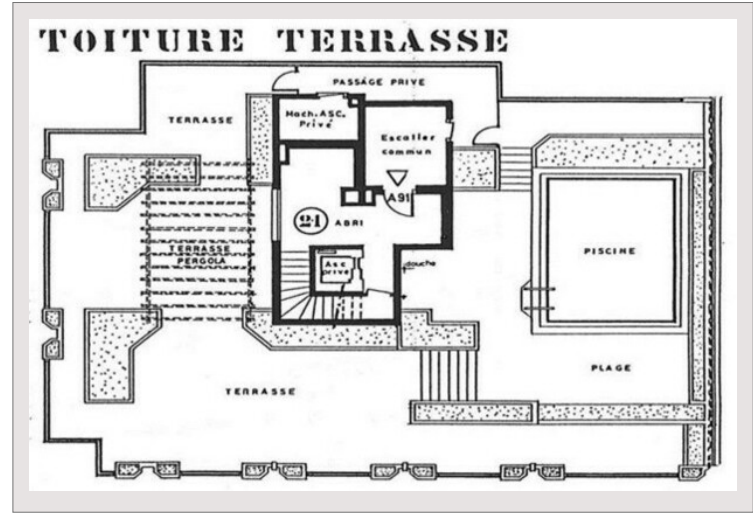 TOITURE TERRASSE
PASSAGE PRIVÉ
TERRASSE
Mach. ASC.
Privé
Escalier
commun
A91
21
ABRI
TERRASSE
PERGOLA
Asc
privé
douche
PISCINE
PLAGE
TERRASSE